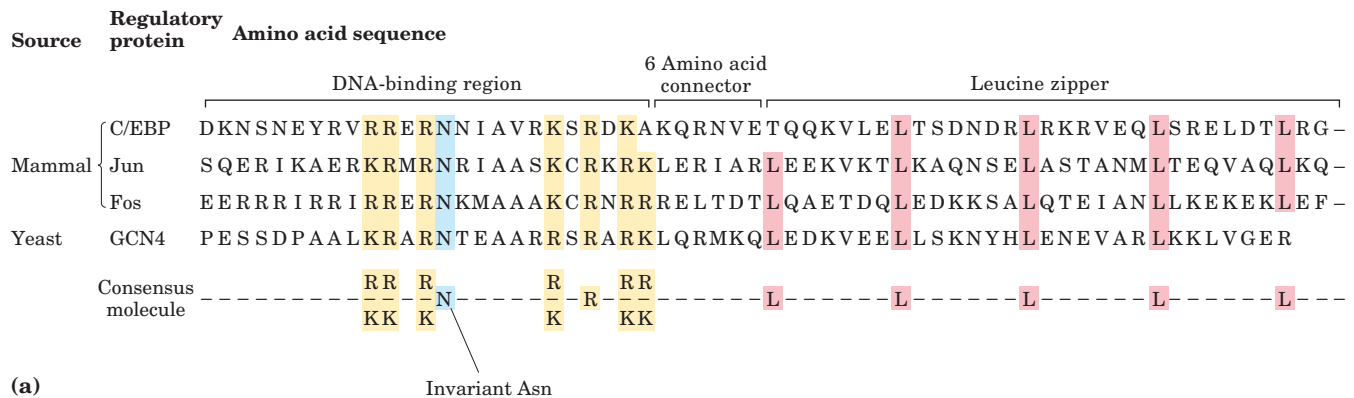 Source Regulatory protein Amino acid sequence
DNA-binding region 6 Amino acid connector Leucine zipper
Mammal
C/EBP DKNSNEYRVRRERNNIAVRKSRDKAKQRNVETQQKVLELTSDNDRLRKRVEQLSRELDTLRG–
Jun SQERIKAERKRMRNRIAASKCRKRKLERIARLEEKVKTLKAQNSELASTANMLTEQVAQLKQ–
Fos EERRRIRRIRRERNKMAAAKCRNRRRELTDTLQAETDQLEDKKSALQTEIANLLKEKEKLEF–
Yeast GCN4 PESSDPAALKRARNTEAARRSRARKLQRMKQLEDKVEELLSKNYHLENEVARLKKLVGER
RR R R RR
Consensus molecule – – – – – – – – – – – – N – – – – – – – R – – – – – – – – – L – – – – – – L – – – – – – L – – – – – – L – – – – – – L – – –
KK K K KK
Invariant Asn
(a)